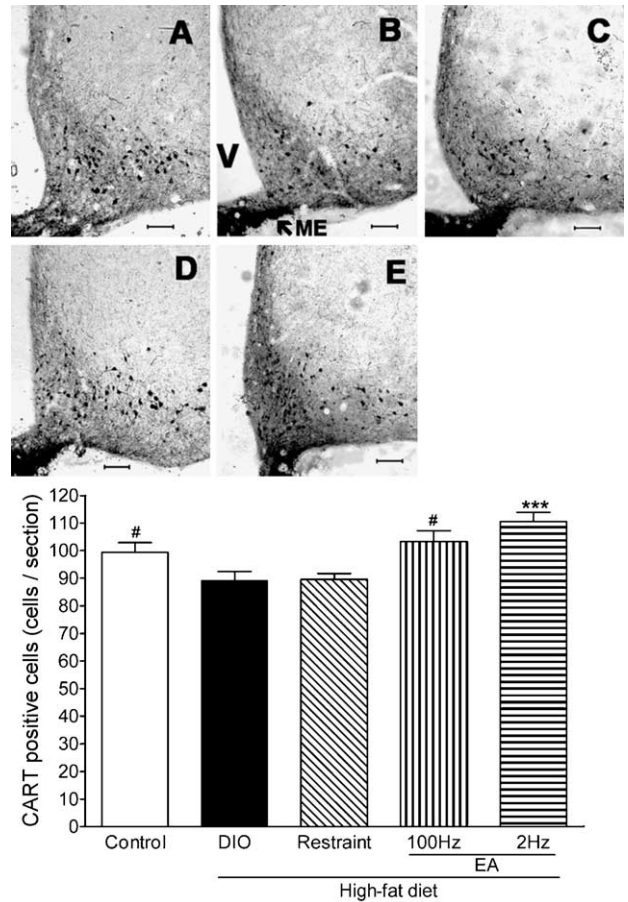 A
B
C
V
ME
D
E
CART positive cells (cells / section)
120
110
100
90
80
70
60
50
40
30
20
10
0
#
#
***
Control
DIO
Restraint
100Hz
2Hz
EA
High-fat diet